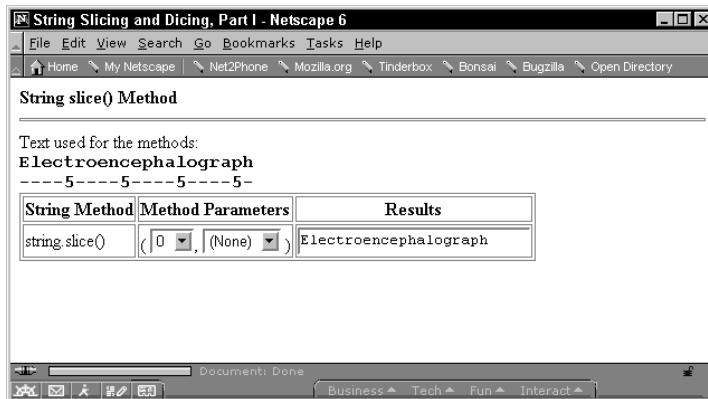 String Slicing and Dicing, Part I - Netscape 6
File Edit View Search Go Bookmarks Tasks Help
Home My Netscape Net2Phone Mozilla.org Tinderbox Bonsai Bugzilla Open Directory
String slice() Method
Text used for the methods:
Electroencephalograph
----5----5----5----5-
String Method Method Parameters Results
string.slice() ( 0 , (None) ) Electroencephalograph
Document: Done
Business Tech Fun Interact